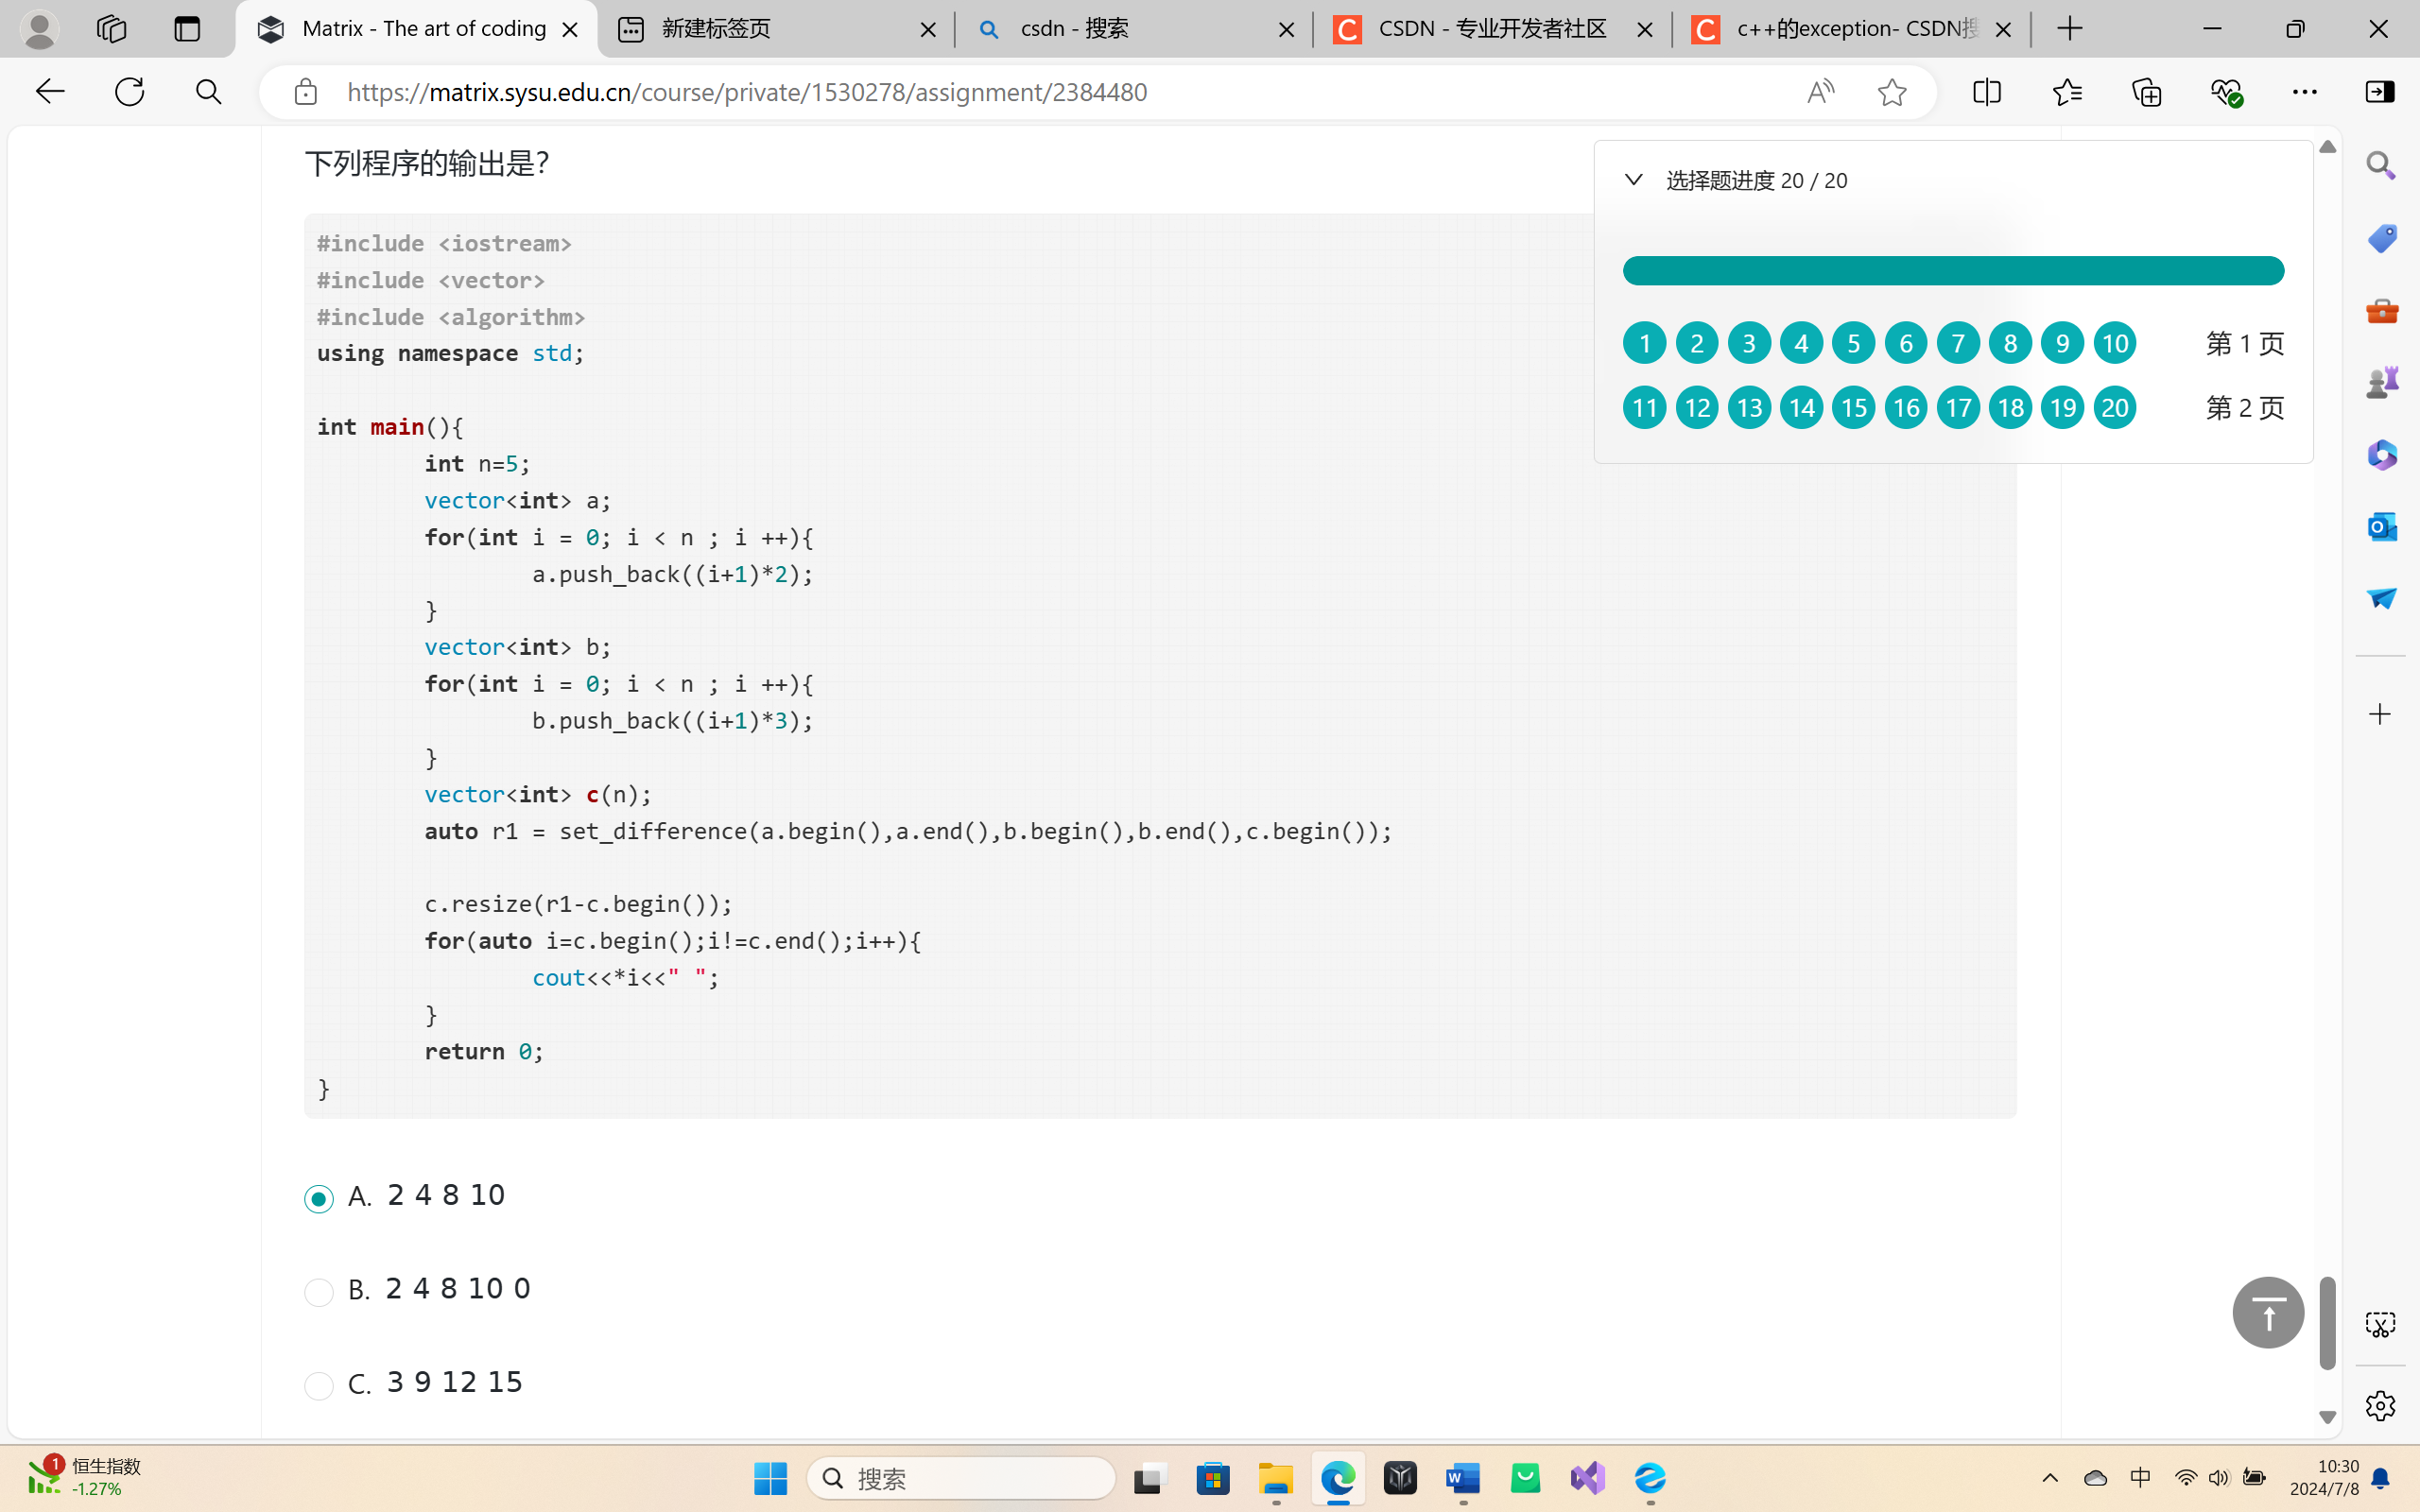 Matrix - The art of coding
新建标签页
csdn - 搜索
CSDN - 专业开发者社区
c++的exception- CSDN搜
https://matrix.sysu.edu.cn/course/private/1530278/assignment/2384480
下列程序的输出是?
选择题进度 20 / 20
1 2 3 4 5 6 7 8 9 10 第 1 页
11 12 13 14 15 16 17 18 19 20 第 2 页
#include <iostream>
#include <vector>
#include <algorithm>
using namespace std;
int main(){
int n=5;
vector<int> a;
for(int i = 0; i < n ; i ++){
a.push_back((i+1)*2);
}
vector<int> b;
for(int i = 0; i < n ; i ++){
b.push_back((i+1)*3);
}
vector<int> c(n);
auto r1 = set_difference(a.begin(),a.end(),b.begin(),b.end(),c.begin());
c.resize(r1-c.begin());
for(auto i=c.begin();i!=c.end();i++){
cout<<*i<<" ";
}
return 0;
}
A. 2 4 8 10
B. 2 4 8 10 0
C. 3 9 12 15
1
恒生指数
-1.27%
搜索
中
10:30
2024/7/8